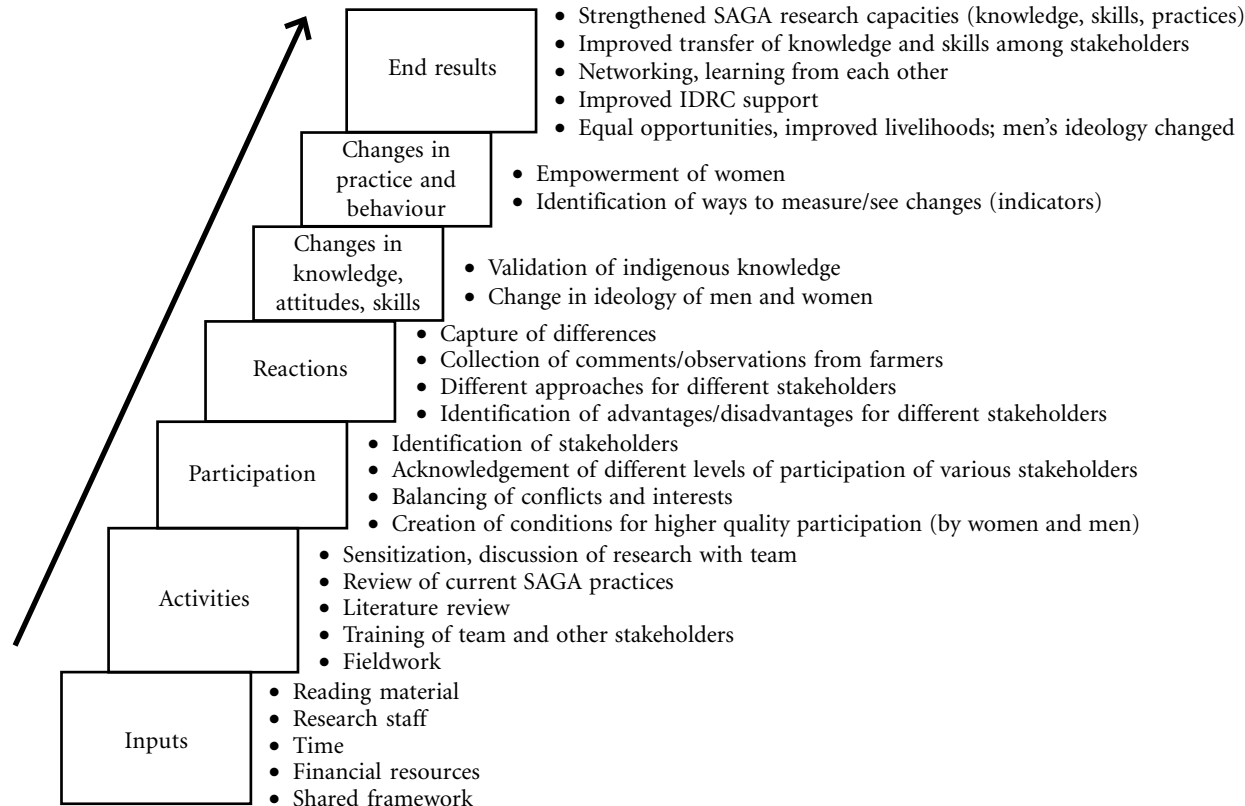 End results
• Strengthened SAGA research capacities (knowledge, skills, practices)
• Improved transfer of knowledge and skills among stakeholders
• Networking, learning from each other
• Improved IDRC support
• Equal opportunities, improved livelihoods; men's ideology changed
Changes in
practice and
behaviour
• Empowerment of women
• Identification of ways to measure/see changes (indicators)
Changes in
knowledge,
attitudes, skills
• Validation of indigenous knowledge
• Change in ideology of men and women
Reactions
• Capture of differences
• Collection of comments/observations from farmers
• Different approaches for different stakeholders
• Identification of advantages/disadvantages for different stakeholders
Participation
• Identification of stakeholders
• Acknowledgement of different levels of participation of various stakeholders
• Balancing of conflicts and interests
• Creation of conditions for higher quality participation (by women and men)
Activities
• Sensitization, discussion of research with team
• Review of current SAGA practices
• Literature review
• Training of team and other stakeholders
• Fieldwork
Inputs
• Reading material
• Research staff
• Time
• Financial resources
• Shared framework